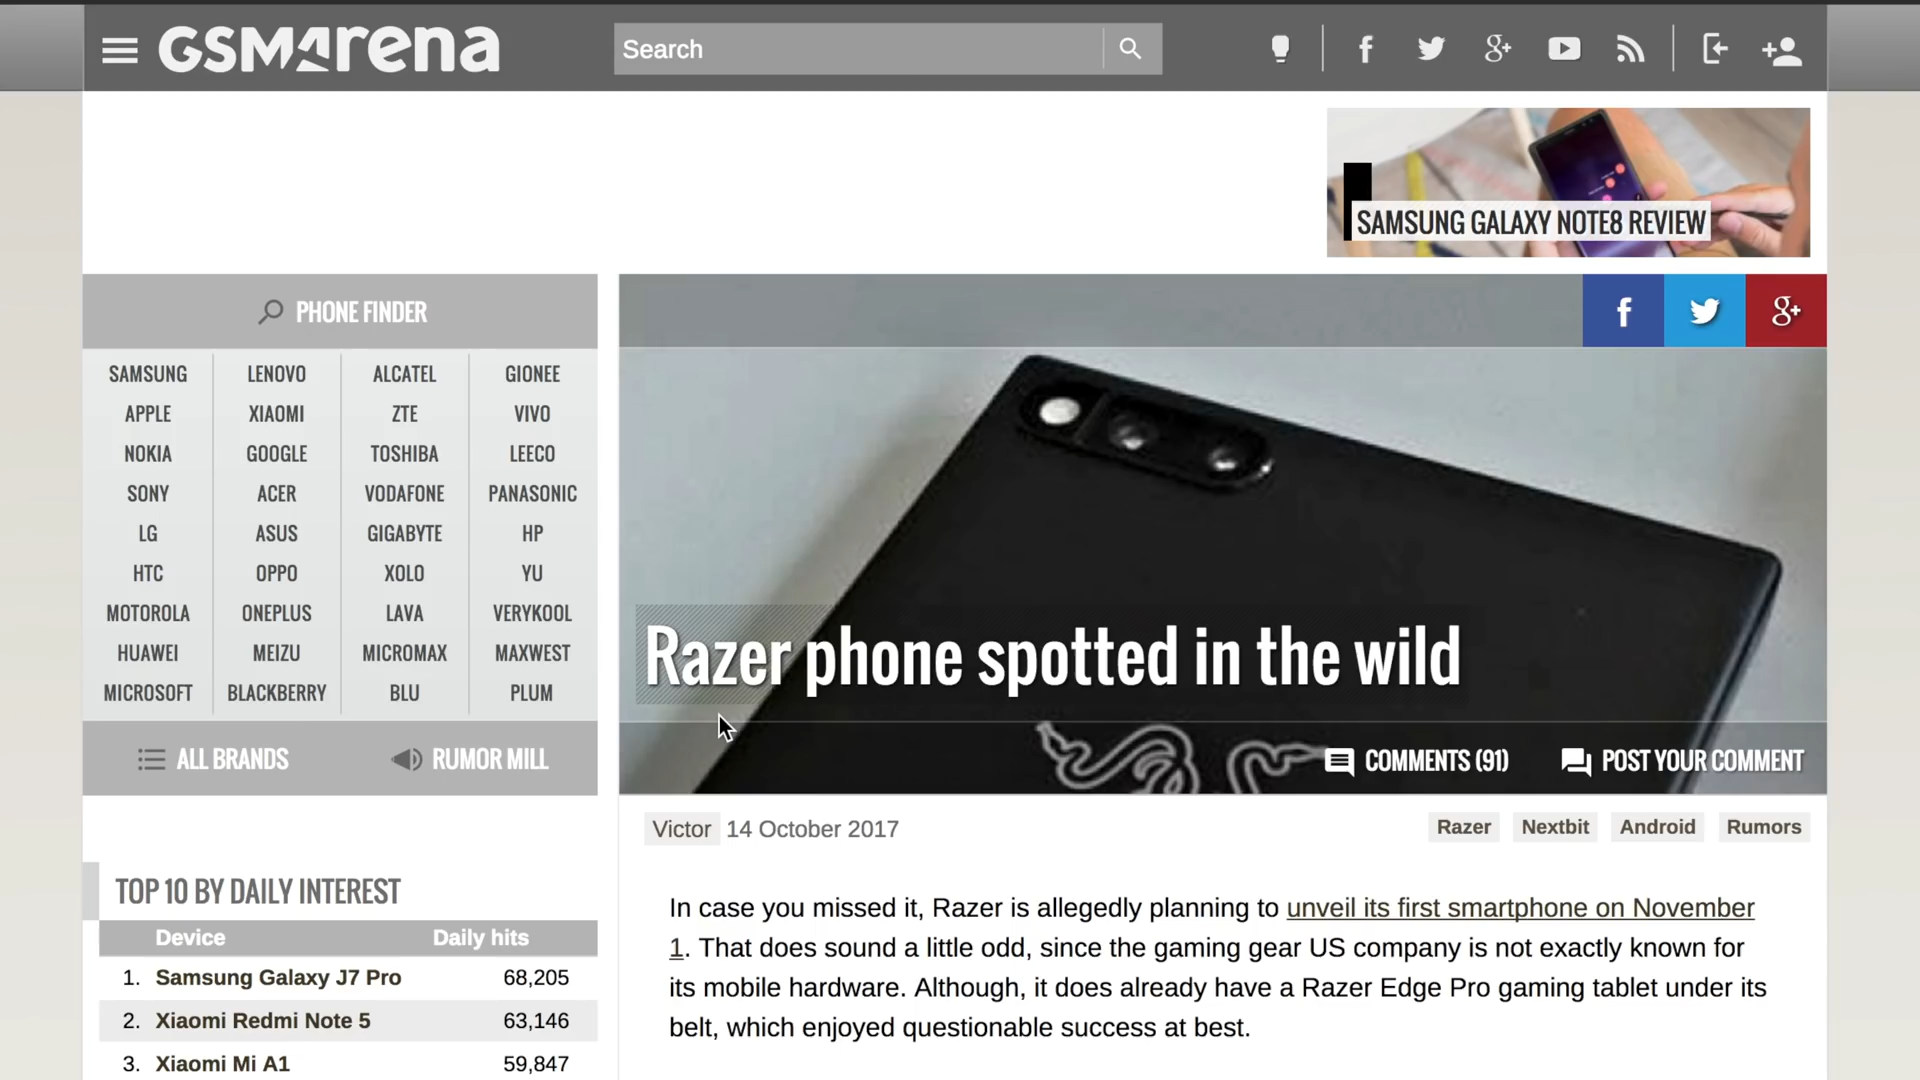 GSMArena
Search
SAMSUNG GALAXY NOTE8 REVIEW
PHONE FINDER
SAMSUNG LENOVO ALCATEL GIONEE
APPLE XIAOMI ZTE VIVO
NOKIA GOOGLE TOSHIBA LEECO
SONY ACER VODAFONE PANASONIC
LG ASUS GIGABYTE HP
HTC OPPO XOLO YU
MOTOROLA ONEPLUS LAVA VERYKOOL
HUAWEI MEIZU MICROMAX MAXWEST
MICROSOFT BLACKBERRY BLU PLUM
ALL BRANDS RUMOR MILL
Razer phone spotted in the wild
COMMENTS (91) POST YOUR COMMENT
Victor 14 October 2017
Razer Nextbit Android Rumors
In case you missed it, Razer is allegedly planning to unveil its first smartphone on November
1. That does sound a little odd, since the gaming gear US company is not exactly known for
its mobile hardware. Although, it does already have a Razer Edge Pro gaming tablet under its
belt, which enjoyed questionable success at best.
TOP 10 BY DAILY INTEREST
Device Daily hits
1. Samsung Galaxy J7 Pro 68,205
2. Xiaomi Redmi Note 5 63,146
3. Xiaomi Mi A1 59,847